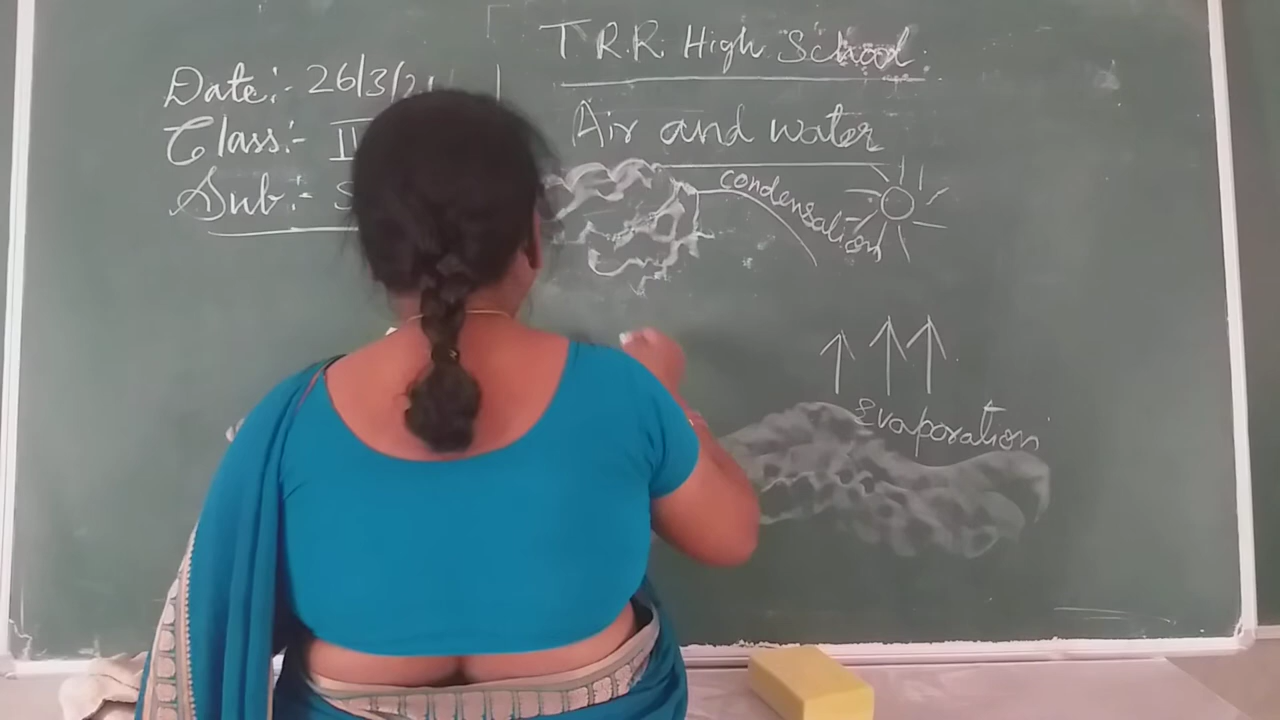 T.R.R. High School.
Date:- 26/3/2
Class:-
Sub:- S
Air and water
condensation
Evaporation